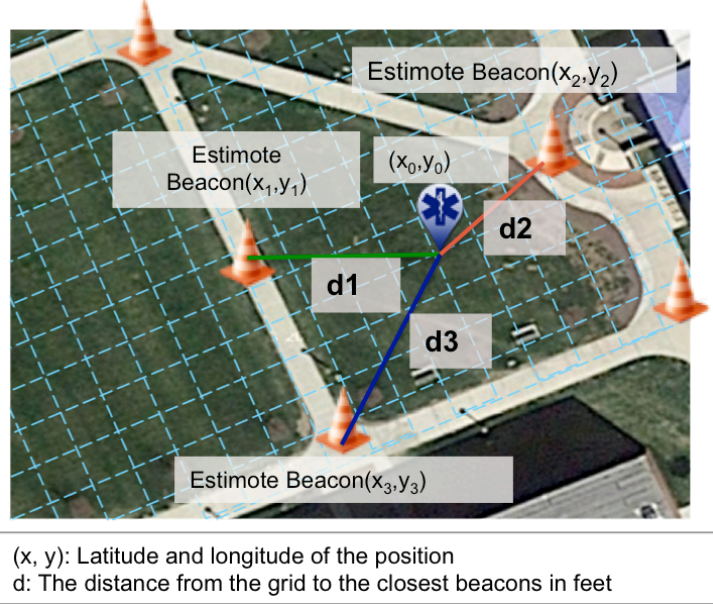 Estimote Beacon(x₂,y₂)
Estimote
Beacon(x₁,y₁)
(x₀,y₀)
d2
d1
d3
Estimote Beacon(x₃,y₃)
(x, y): Latitude and longitude of the position
d: The distance from the grid to the closest beacons in feet